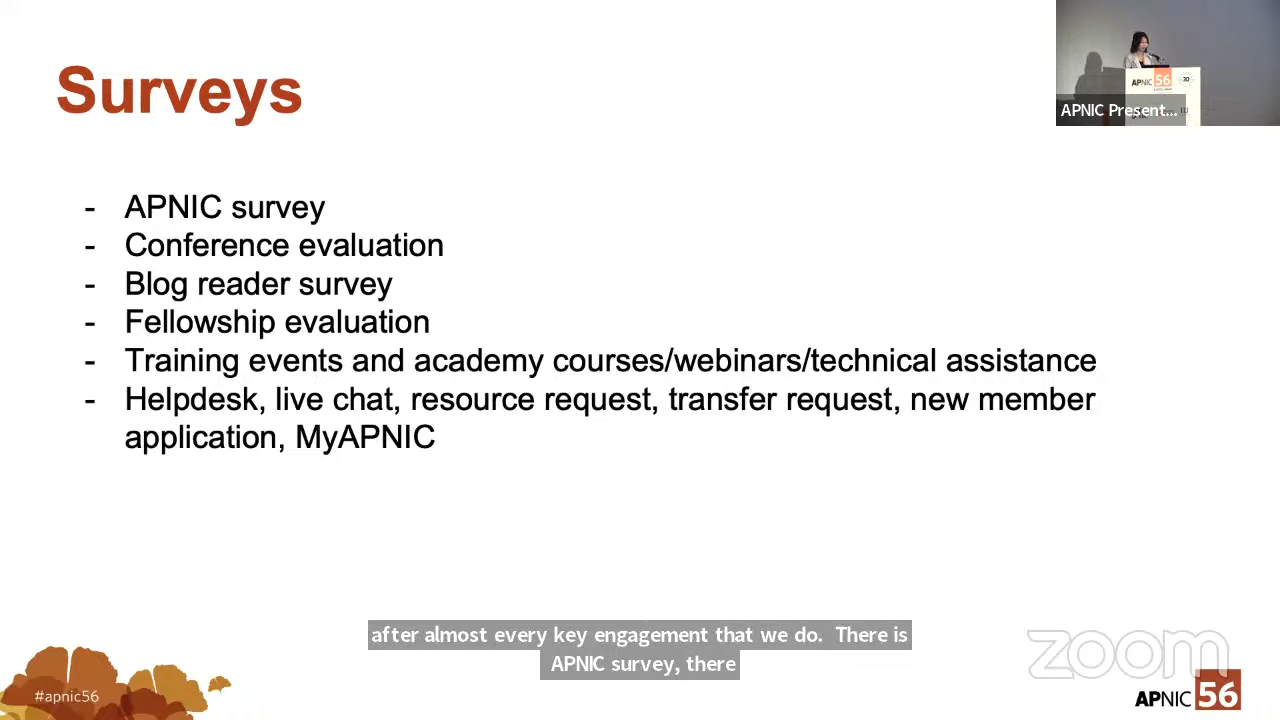 Surveys
APNIC 56
APNIC Present...
- APNIC survey
- Conference evaluation
- Blog reader survey
- Fellowship evaluation
- Training events and academy courses/webinars/technical assistance
- Helpdesk, live chat, resource request, transfer request, new member
application, MyAPNIC
after almost every key engagement that we do. There is
APNIC survey, there
zoom
#apnic56
APNIC 56